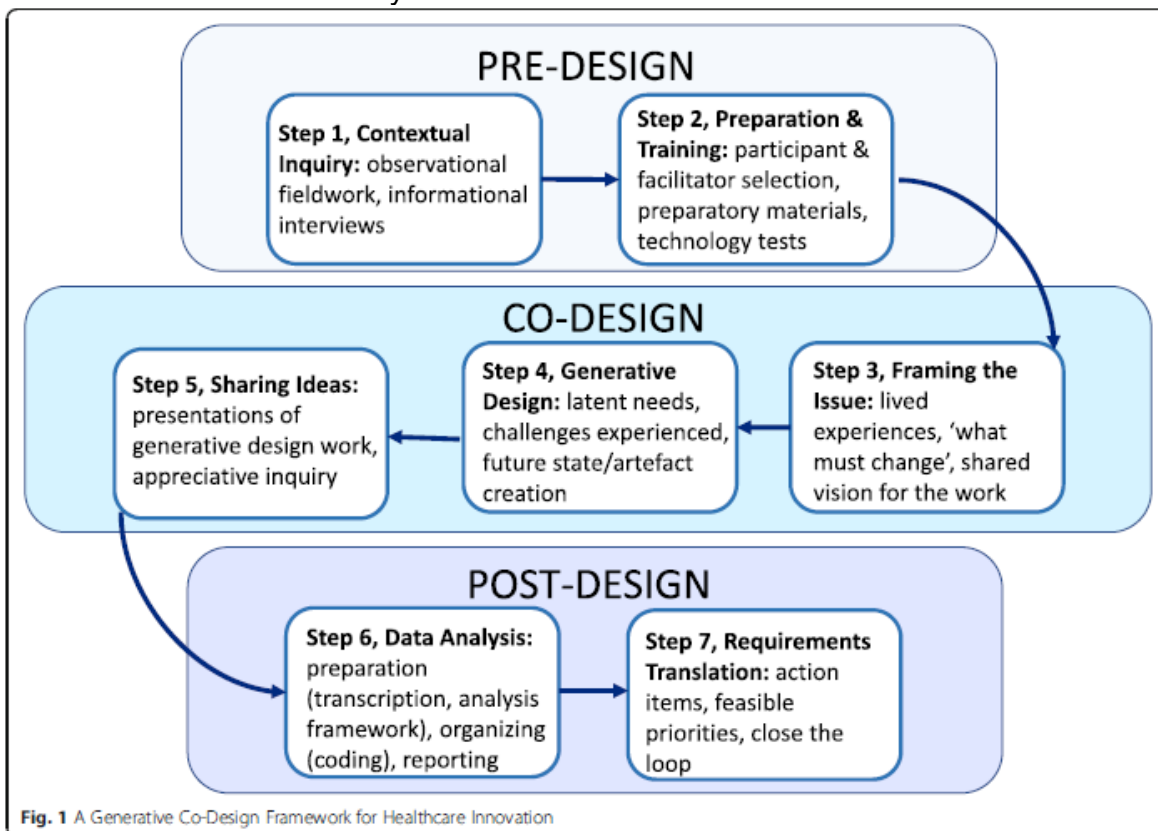 PRE-DESIGN
Step 1, Contextual
Inquiry: observational
fieldwork, informational
interviews
Step 2, Preparation &
Training: participant &
facilitator selection,
preparatory materials,
technology tests
CO-DESIGN
Step 3, Framing the
Issue: lived
experiences, ‘what
must change’, shared
vision for the work
Step 4, Generative
Design: latent needs,
challenges experienced,
future state/artefact
creation
Step 5, Sharing Ideas:
presentations of
generative design work,
appreciative inquiry
POST-DESIGN
Step 6, Data Analysis:
preparation
(transcription, analysis
framework), organizing
(coding), reporting
Step 7, Requirements
Translation: action
items, feasible
priorities, close the
loop
Fig. 1 A Generative Co-Design Framework for Healthcare Innovation